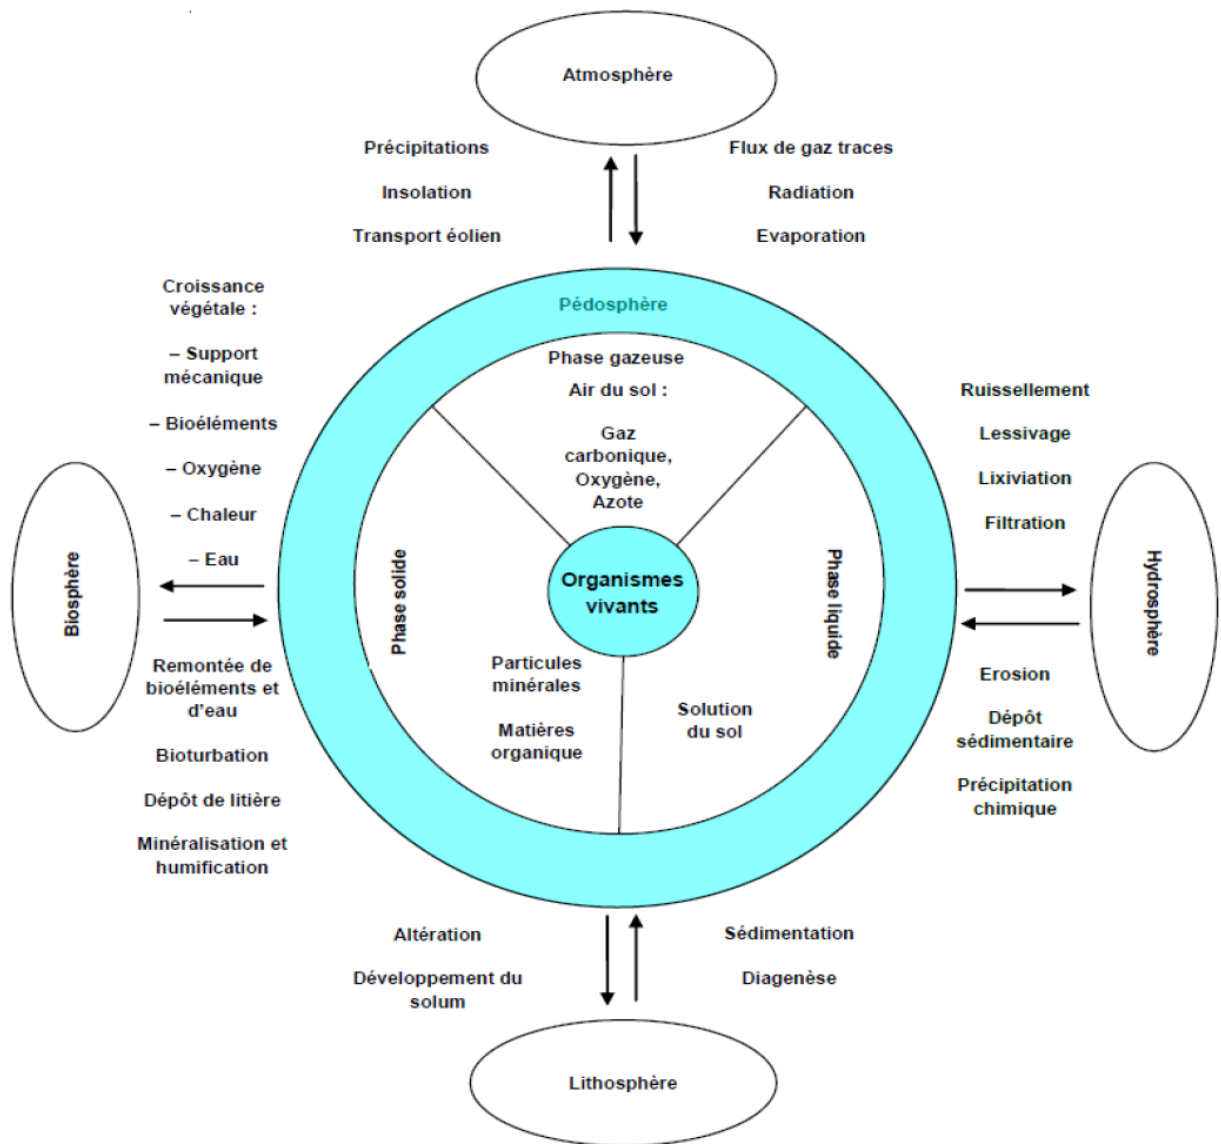 Atmosphère
Précipitations
Insolation
Transport éolien
Flux de gaz traces
Radiation
Evaporation
Croissance
végétale :
– Support
mécanique
– Bioéléments
– Oxygène
– Chaleur
– Eau
Biosphère
Remontée de
bioéléments et
d'eau
Bioturbation
Dépôt de litière
Minéralisation et
humification
Pédosphère
Phase gazeuse
Air du sol :
Gaz
carbonique,
Oxygène,
Azote
Phase solide
Organismes
vivants
Phase liquide
Particules
minérales
Matières
organique
Solution
du sol
Ruissellement
Lessivage
Lixiviation
Filtration
Hydrosphère
Erosion
Dépôt
sédimentaire
Précipitation
chimique
Altération
Développement du
solum
Sédimentation
Diagenèse
Lithosphère